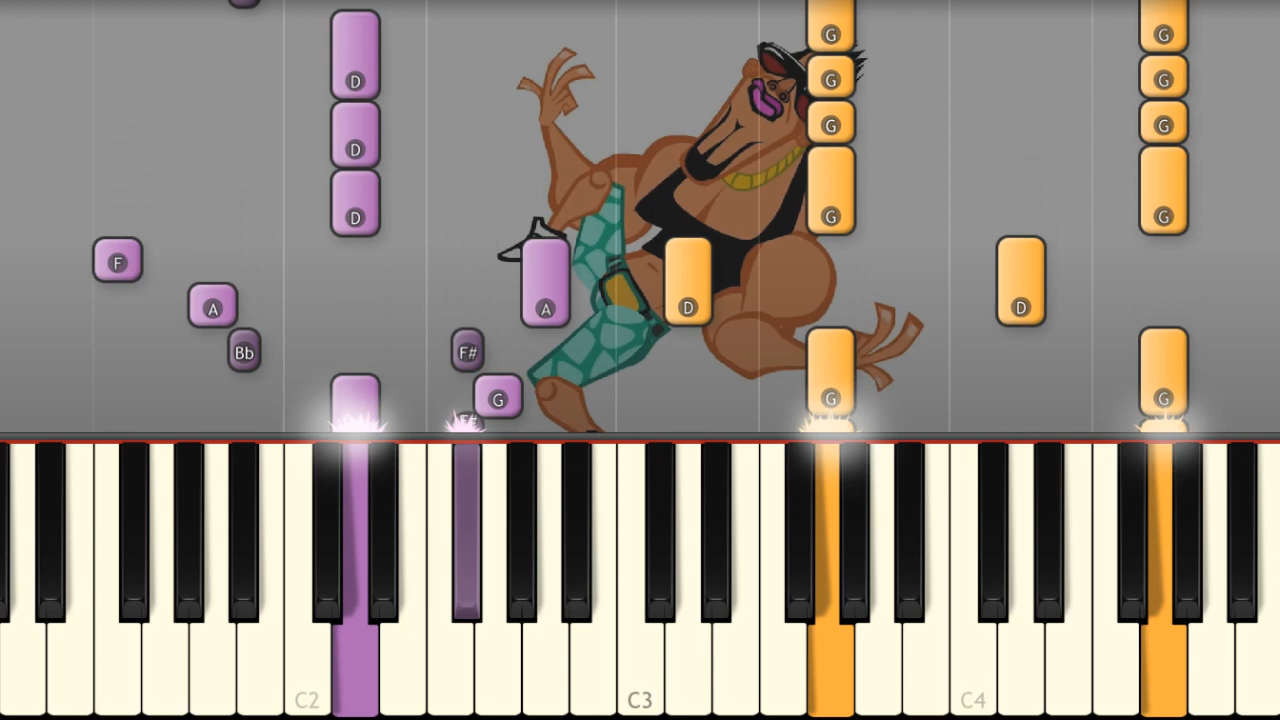 D G G
G G
D G G
D G G
F
A A D D
Bb F#
G G G
F#
C2 C3 C4